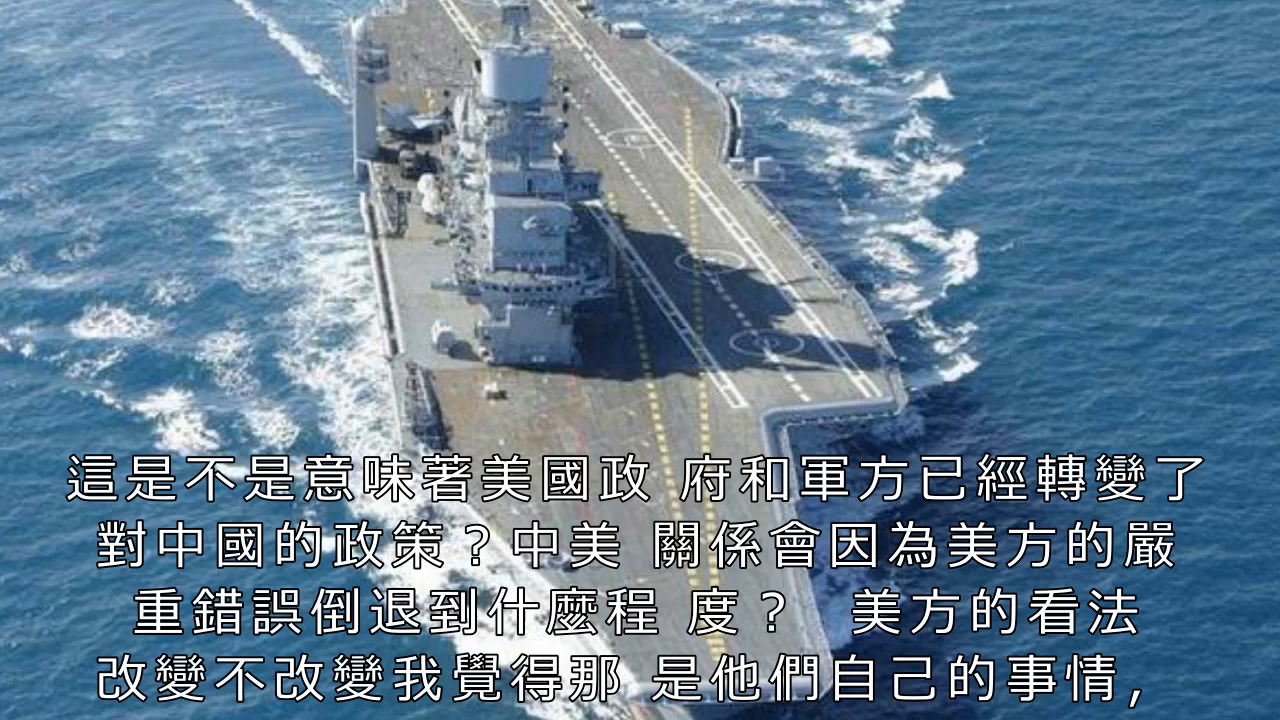 這是不是意味著美國政 府和軍方已經轉變了
對中國的政策？中美 關係會因為美方的嚴
重錯誤倒退到什麼程 度？ 美方的看法
改變不改變我覺得那 是他們自己的事情，